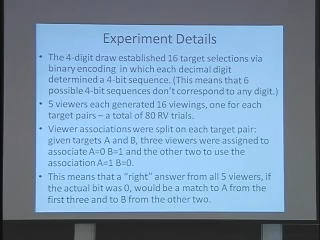 Experiment Details
• The 4-digit draw established 16 target selections via
binary encoding in which each decimal digit
determined a 4-bit sequence. (This means that 6
possible 4-bit sequences don't correspond to any digit.)
• 5 viewers each generated 16 viewings, one for each
target pairs – a total of 80 RV trials.
• Viewer associations were split on each target pair:
given targets A and B, three viewers were assigned to
associate A=0 B=1 and the other two to use the
association A=1 B=0.
• This means that a "right" answer from all 5 viewers, if
the actual bit was 0, would be a match to A from the
first three and to B from the other two.